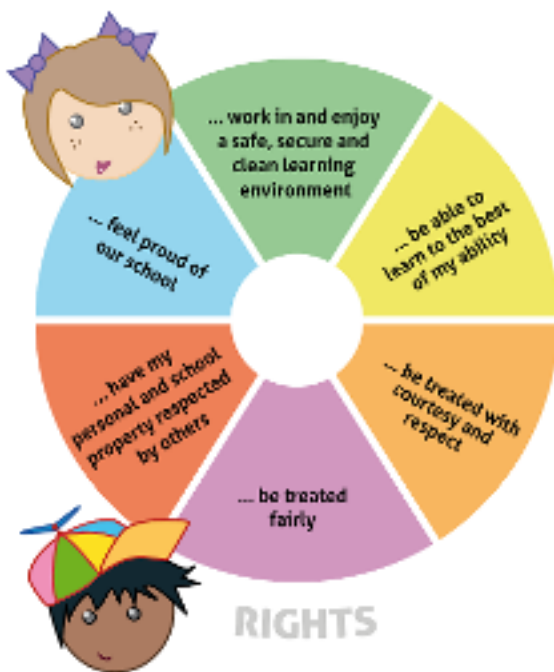 ... work in and enjoy
a safe, secure and
clean learning
environment
... be able to
learn to the best
of my ability
... be treated with
courtesy and
respect
... be treated
fairly
... have my
personal and school
property respected
by others
... feel proud of
our school
RIGHTS